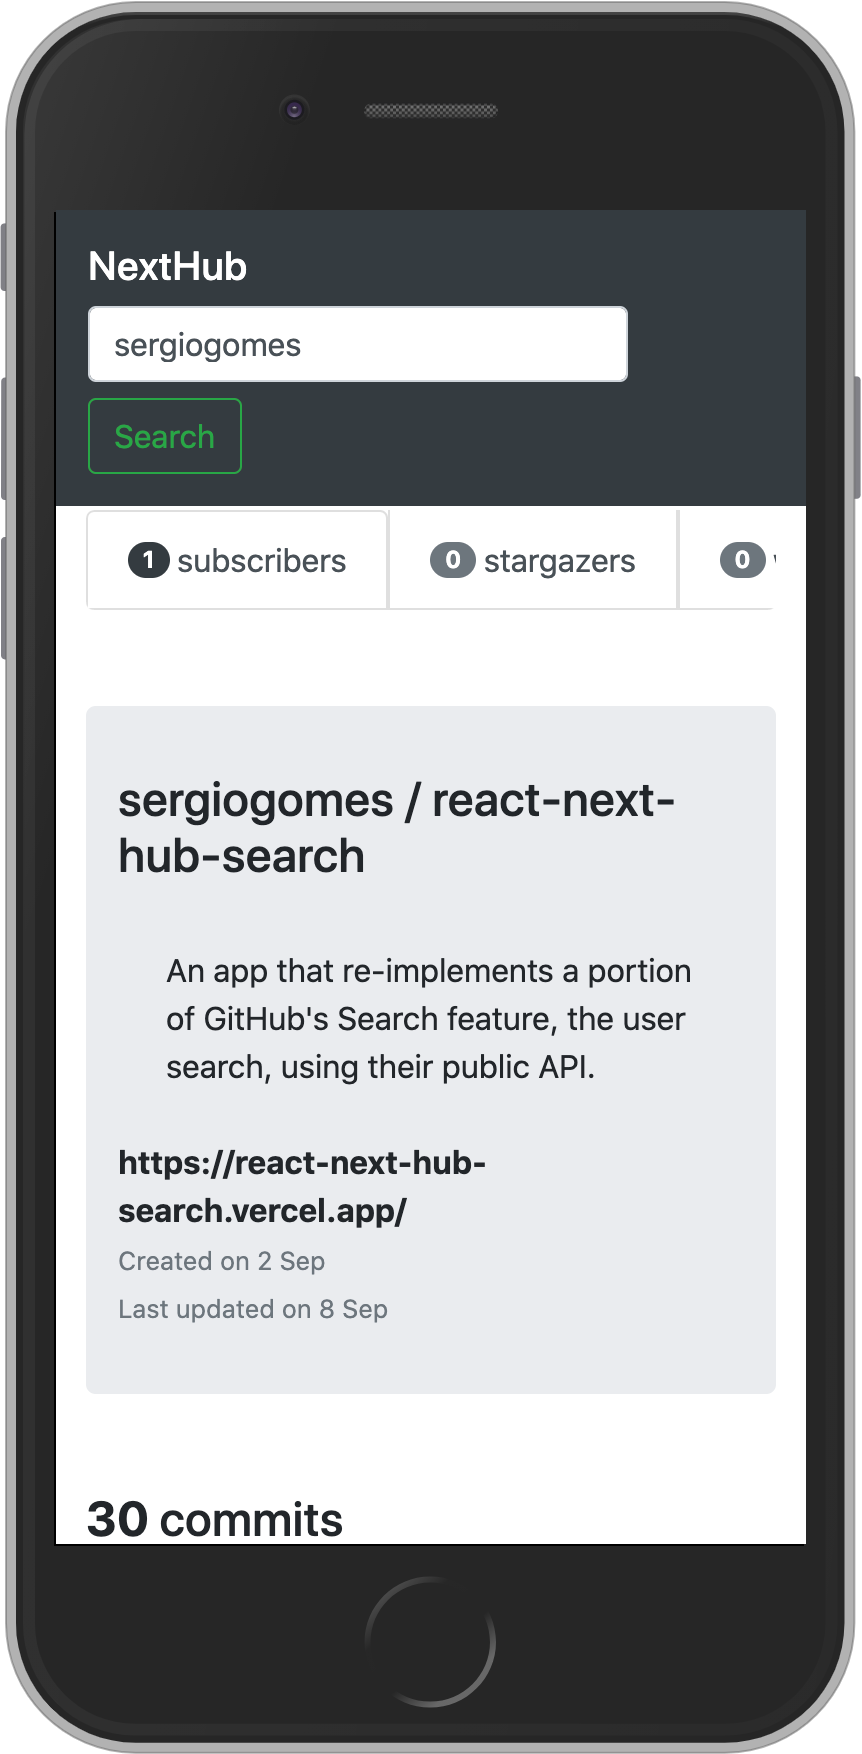 NextHub
sergiogomes
Search
1 subscribers 0 stargazers 0
sergiogomes / react-next-
hub-search
An app that re-implements a portion
of GitHub's Search feature, the user
search, using their public API.
https://react-next-hub-
search.vercel.app/
Created on 2 Sep
Last updated on 8 Sep
30 commits